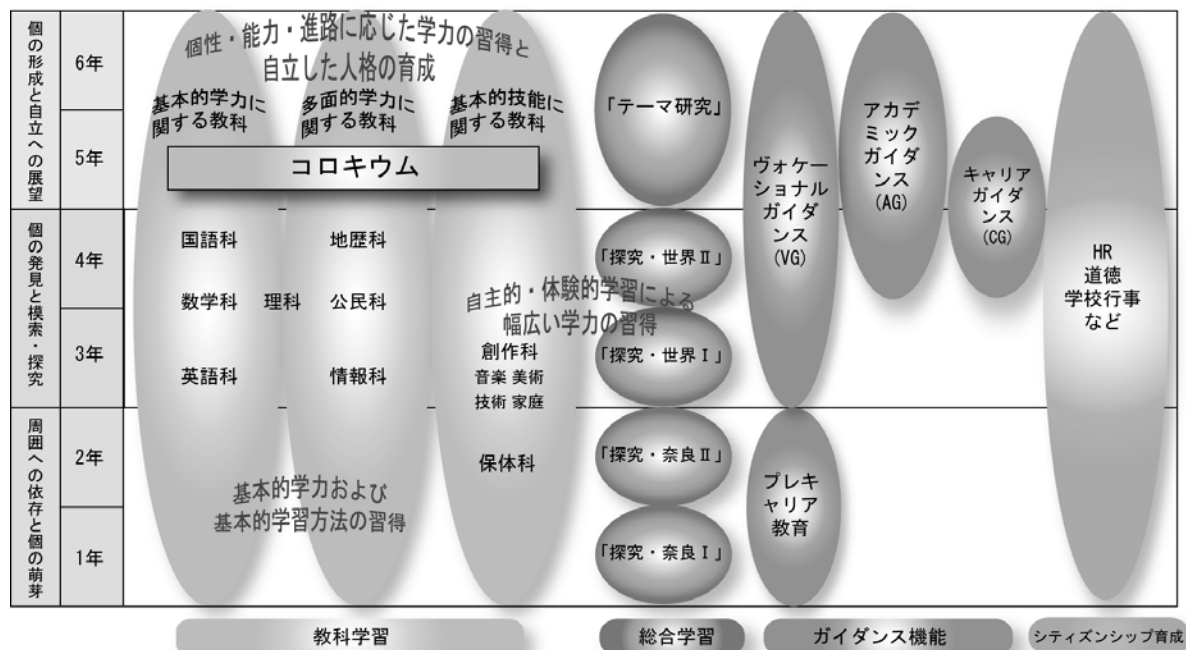 個の形成と自立への展望
6年
5年
個の発見と模索・探究
4年
3年
周囲への依存と個の萌芽
2年
1年
個性・能力・進路に応じた学力の習得と
自立した人格の育成
基本的学力に
関する教科
多面的学力に
関する教科
基本的技能に
関する教科
コロキウム
国語科
地歴科
数学科
理科
公民科
英語科
情報科
自主的・体験的学習による
幅広い学力の習得
創作科
音楽 美術
技術 家庭
保体科
基本的学力および
基本的学習方法の習得
「テーマ研究」
「探究・世界Ⅱ」
「探究・世界Ⅰ」
「探究・奈良Ⅱ」
「探究・奈良Ⅰ」
ヴォケー
ショナル
ガイダ
ンス
(VG)
プレキ
ャリア
教育
アカデ
ミック
ガイダ
ンス
(AG)
キャリア
ガイダ
ンス
(CG)
HR
道徳
学校行事
など
教科学習
総合学習
ガイダンス機能
シティズンシップ育成